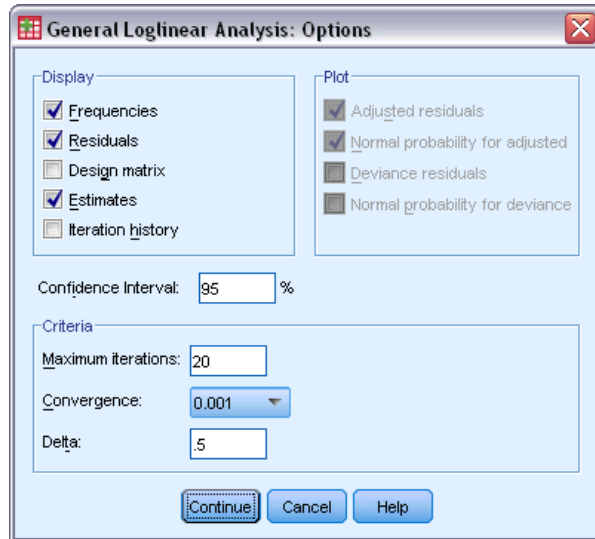 General Loglinear Analysis: Options
Display
Frequencies
Residuals
Design matrix
Estimates
Iteration history
Plot
Adjusted residuals
Normal probability for adjusted
Deviance residuals
Normal probability for deviance
Confidence Interval: 95 %
Criteria
Maximum iterations: 20
Convergence: 0.001
Delta: .5
Continue Cancel Help